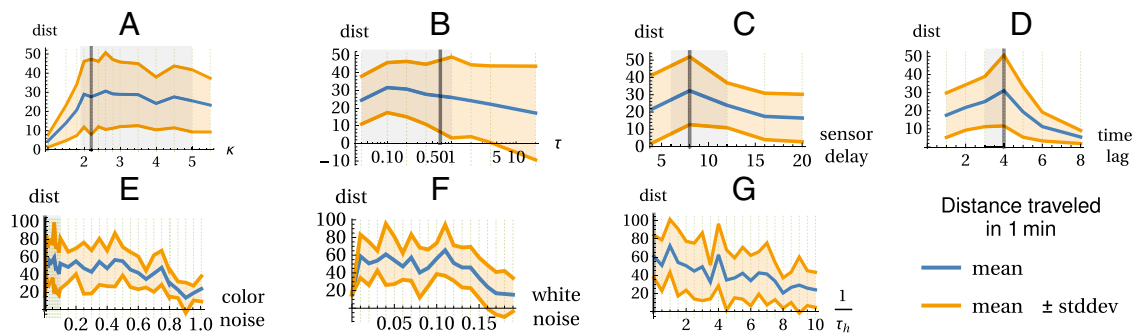 A
B
C
D
dist
dist
dist
dist
50
40
30
20
10
0
2
3
4
5
κ
50
40
30
20
10
0
−10
0.10
0.501
5 10
τ
50
40
30
20
10
5
10
15
20
sensor
delay
50
40
30
20
10
2
4
6
8
time
lag
E
F
G
dist
dist
dist
100
80
60
40
20
0.2 0.4 0.6 0.8 1.0
color
noise
100
80
60
40
20
0
0.05 0.10 0.15
white
noise
100
80
60
40
20
2 4 6 8 10
1
τh
Distance traveled
in 1 min
mean
mean ± stddev